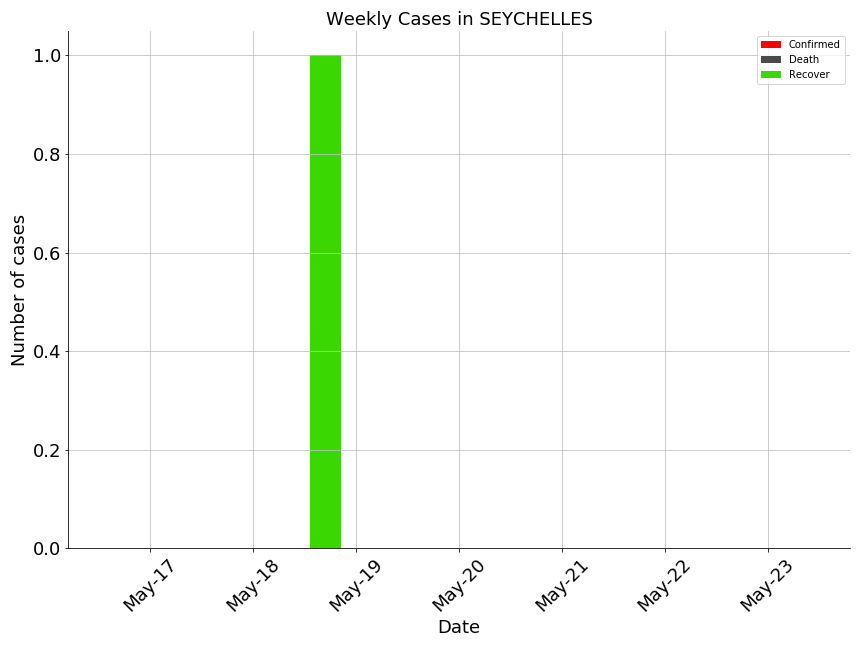 Weekly Cases in SEYCHELLES
Confirmed
Death
Recover
Number of cases
1.0
0.8
0.6
0.4
0.2
0.0
May-17
May-18
May-19
May-20
May-21
May-22
May-23
Date